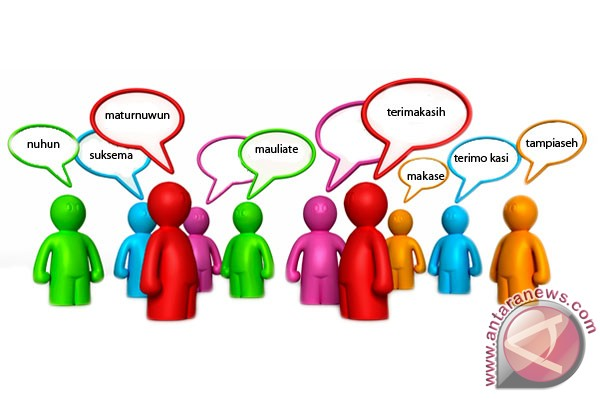 nuhun
suksema
maturnuwun
mauliate
terimakasih
makase
terimo kasi
tampiaseh
www.antaranews.com